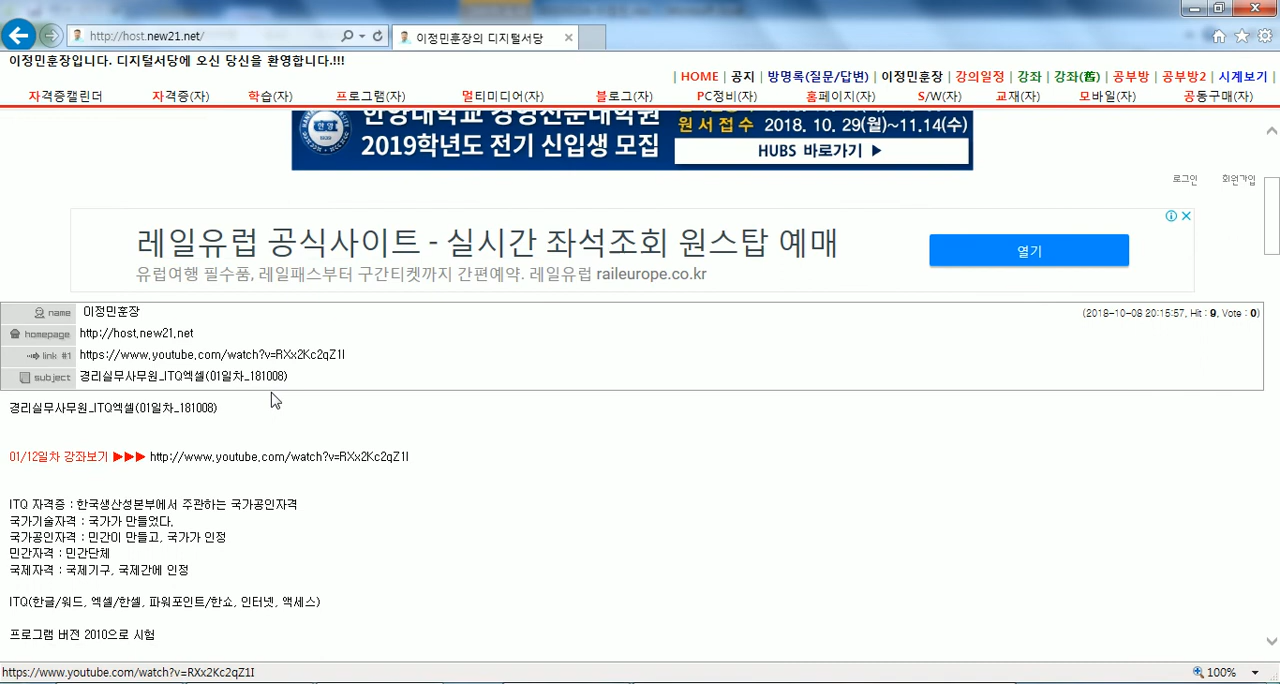 http://host.new21.net/
이정민훈장의 디지털서당
이정민훈장입니다. 디지털서당에 오신 당신을 환영합니다.!!!
| HOME | 공지 | 방명록(질문/답변) | 이정민훈장 | 강의일정 | 강좌 | 강좌(舊) | 공부방 | 공부방2 | 시계보기 |
자격증캘린더 자격증(자) 학습(자) 프로그램(자) 멀티미디어(자) 블로그(자) PC정비(자) 홈페이지(자) S/W(자) 교재(자) 모바일(자) 공동구매(자)
한양대학교 경영전문대학원
원서접수 2018. 10. 29(월)~11.14(수)
2019학년도 전기 신입생 모집
HUBS 바로가기 ▶
로그인 회원가입
레일유럽 공식사이트 - 실시간 좌석조회 원스탑 예매
유럽여행 필수품, 레일패스부터 구간티켓까지 간편예약. 레일유럽 raileurope.co.kr
열기
name 이정민훈장
(2018-10-08 20:15:57, Hit : 9, Vote : 0)
homepage http://host.new21.net
link #1 https://www.youtube.com/watch?v=RXx2Kc2qZ1I
subject 경리실무사무원_ITQ엑셀(01일차_181008)
경리실무사무원_ITQ엑셀(01일차_181008)
01/12일차 강좌보기 ▶▶▶ http://www.youtube.com/watch?v=RXx2Kc2qZ1I
ITQ 자격증 : 한국생산성본부에서 주관하는 국가공인자격
국가기술자격 : 국가가 만들었다.
국가공인자격 : 민간이 만들고, 국가가 인정
민간자격 : 민간단체
국제자격 : 국제기구, 국제간에 인정
ITQ(한글/워드, 엑셀/한셀, 파워포인트/한쇼, 인터넷, 액세스)
프로그램 버젼 2010으로 시험
https://www.youtube.com/watch?v=RXx2Kc2qZ1I
100%